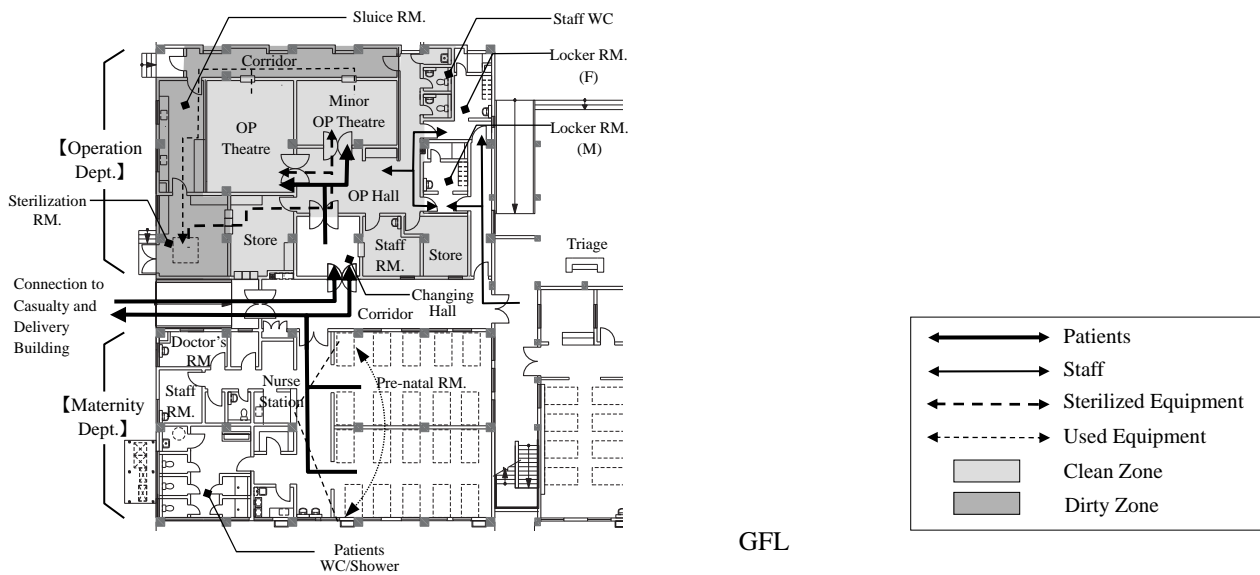 Sluice RM.
Staff WC
Corridor
Locker RM.
(F)
Minor
OP Theatre
OP
Theatre
Locker RM.
(M)
【Operation
Dept.】
OP Hall
Sterilization
RM.
Store
Staff
RM.
Store
Triage
Connection to
Casualty and
Delivery
Building
Changing
Hall
Corridor
Doctor's
RM
Nurse
Station
Pre-natal RM.
Staff
RM.
【Maternity
Dept.】
Patients
WC/Shower
GFL
Patients
Staff
Sterilized Equipment
Used Equipment
Clean Zone
Dirty Zone